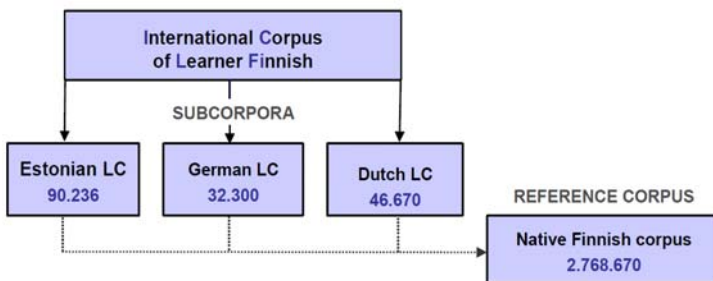 International Corpus
of Learner Finnish
SUBCORPORA
Estonian LC
90.236
German LC
32.300
Dutch LC
46.670
REFERENCE CORPUS
Native Finnish corpus
2.768.670